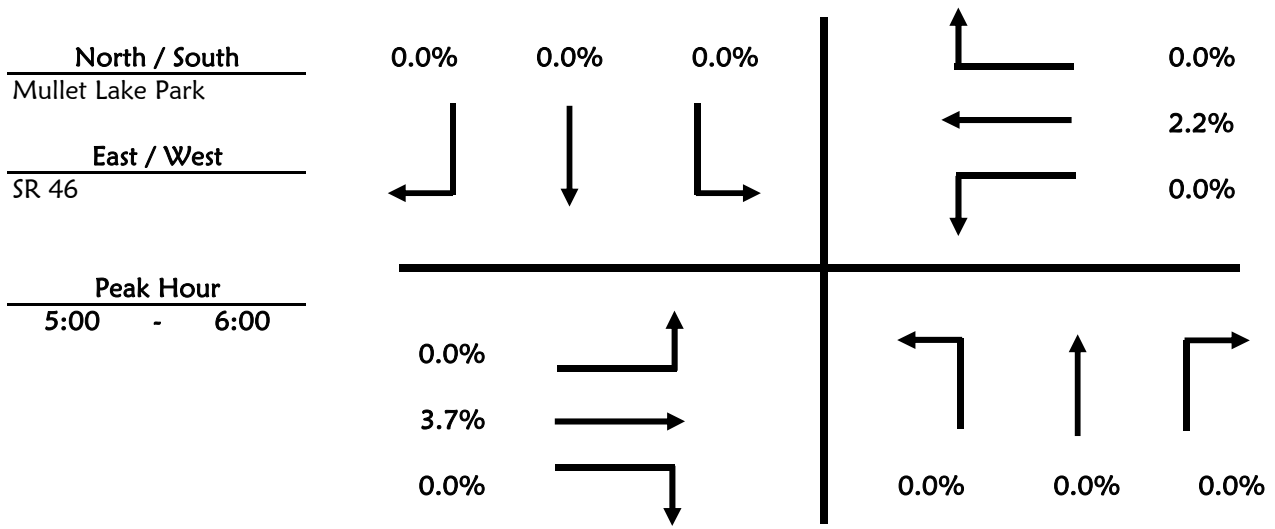 North / South
Mullet Lake Park
East / West
SR 46
Peak Hour
5:00 - 6:00
0.0% 0.0% 0.0%
0.0%
2.2%
0.0%
0.0%
3.7%
0.0%
0.0% 0.0% 0.0%